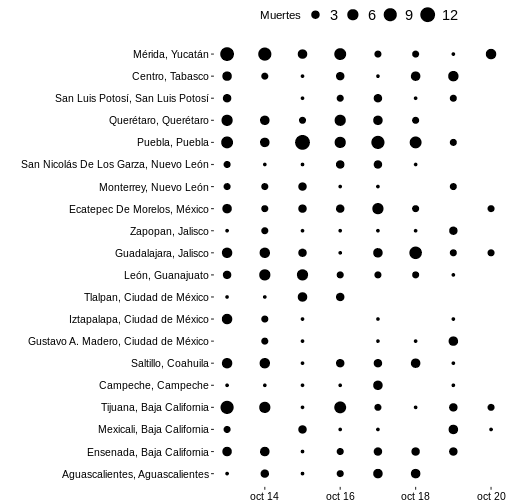 Muertes 3 6 9 12
Mérida, Yucatán
Centro, Tabasco
San Luis Potosí, San Luis Potosí
Querétaro, Querétaro
Puebla, Puebla
San Nicolás De Los Garza, Nuevo León
Monterrey, Nuevo León
Ecatepec De Morelos, México
Zapopan, Jalisco
Guadalajara, Jalisco
León, Guanajuato
Tlalpan, Ciudad de México
Iztapalapa, Ciudad de México
Gustavo A. Madero, Ciudad de México
Saltillo, Coahuila
Campeche, Campeche
Tijuana, Baja California
Mexicali, Baja California
Ensenada, Baja California
Aguascalientes, Aguascalientes
oct 14 oct 16 oct 18 oct 20